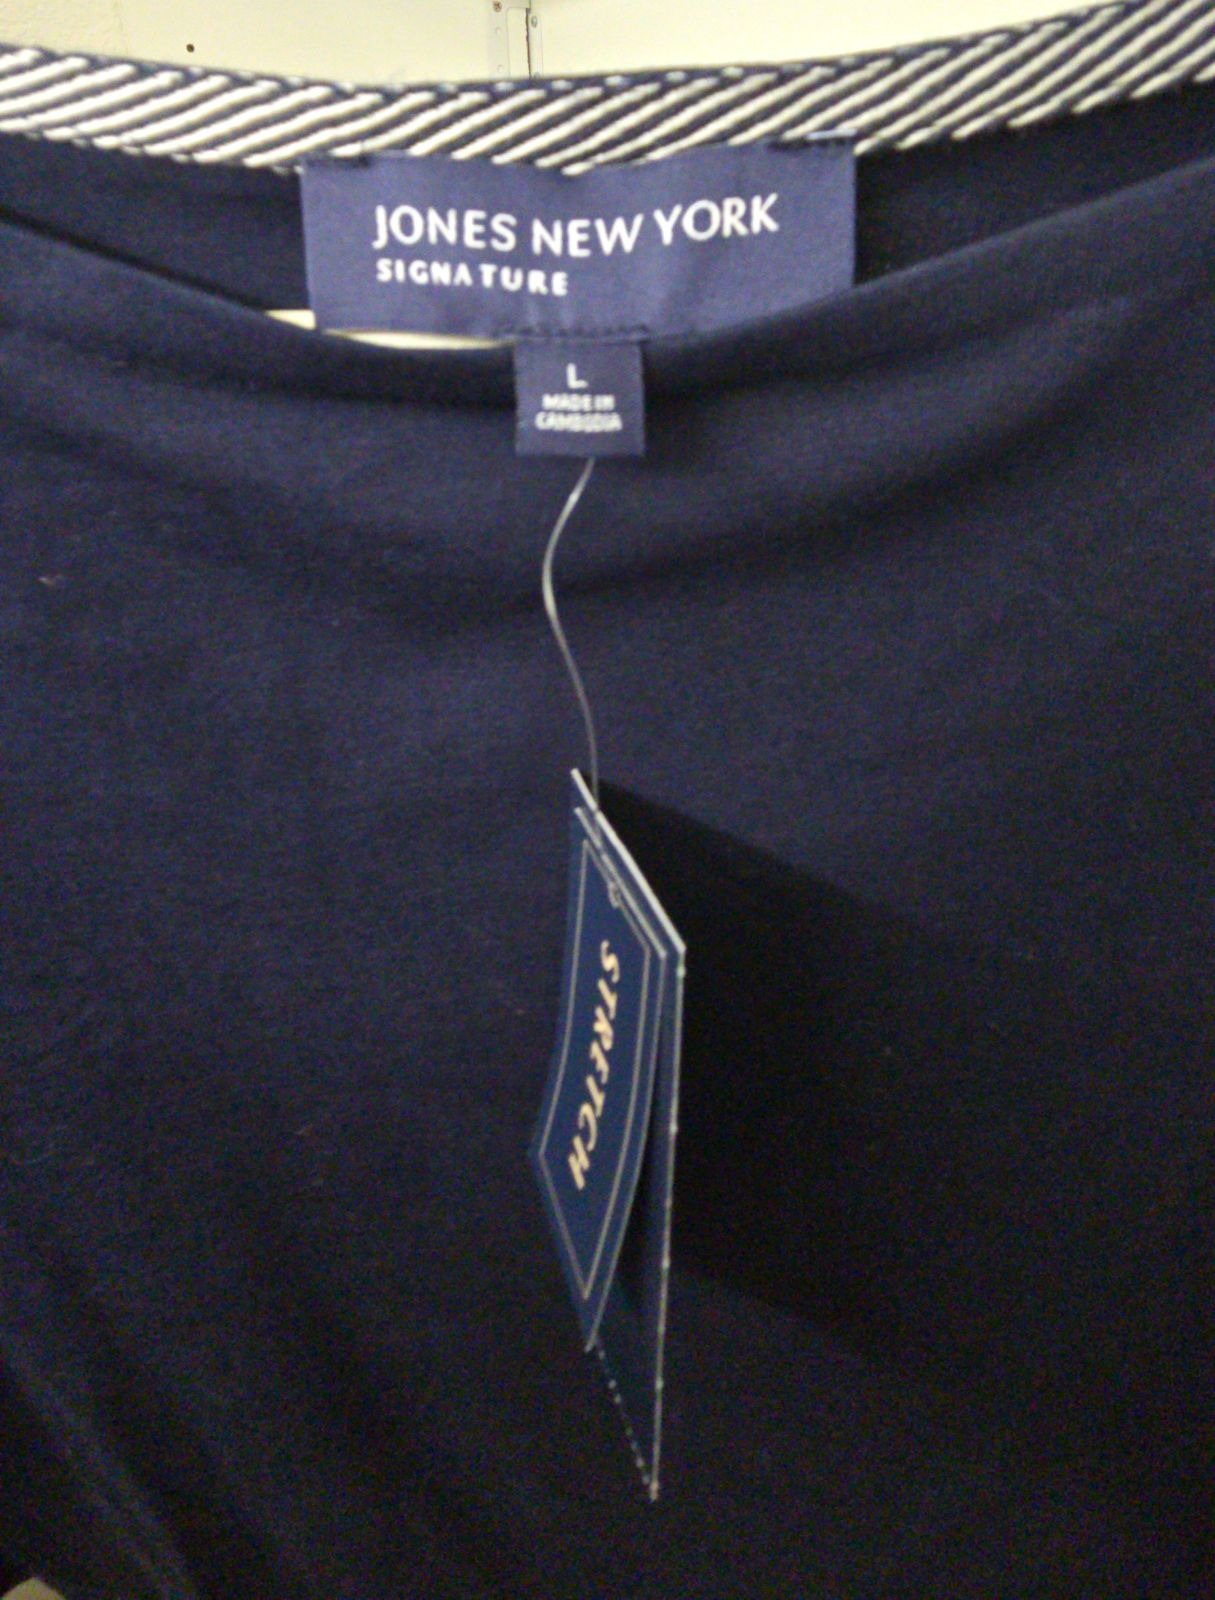 JONES NEW YORK
SIGNATURE
L
MADE IN
CAMBODIA
STRETCH